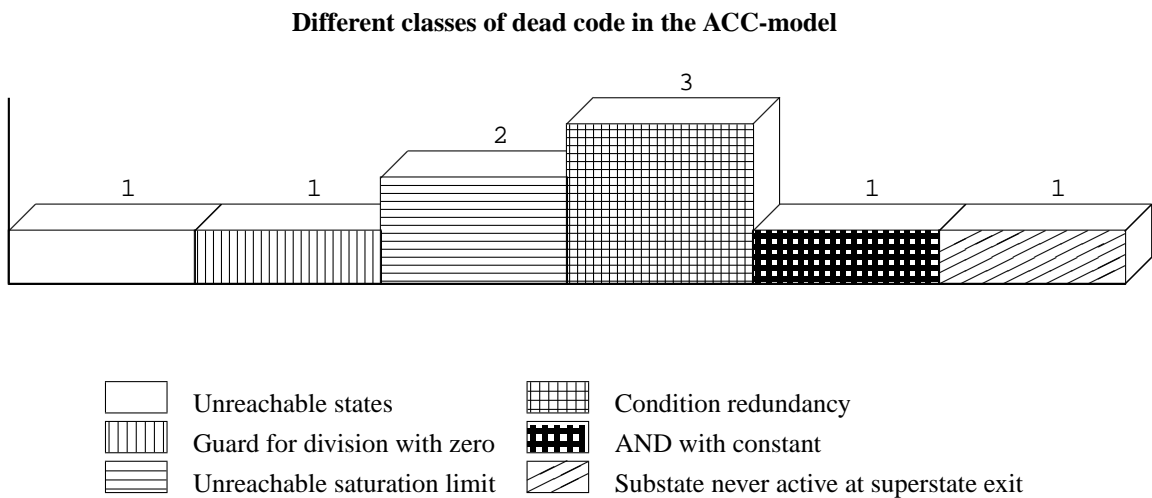 Different classes of dead code in the ACC-model
3
2
1 1 1 1
Unreachable states
Condition redundancy
Guard for division with zero
AND with constant
Unreachable saturation limit
Substate never active at superstate exit